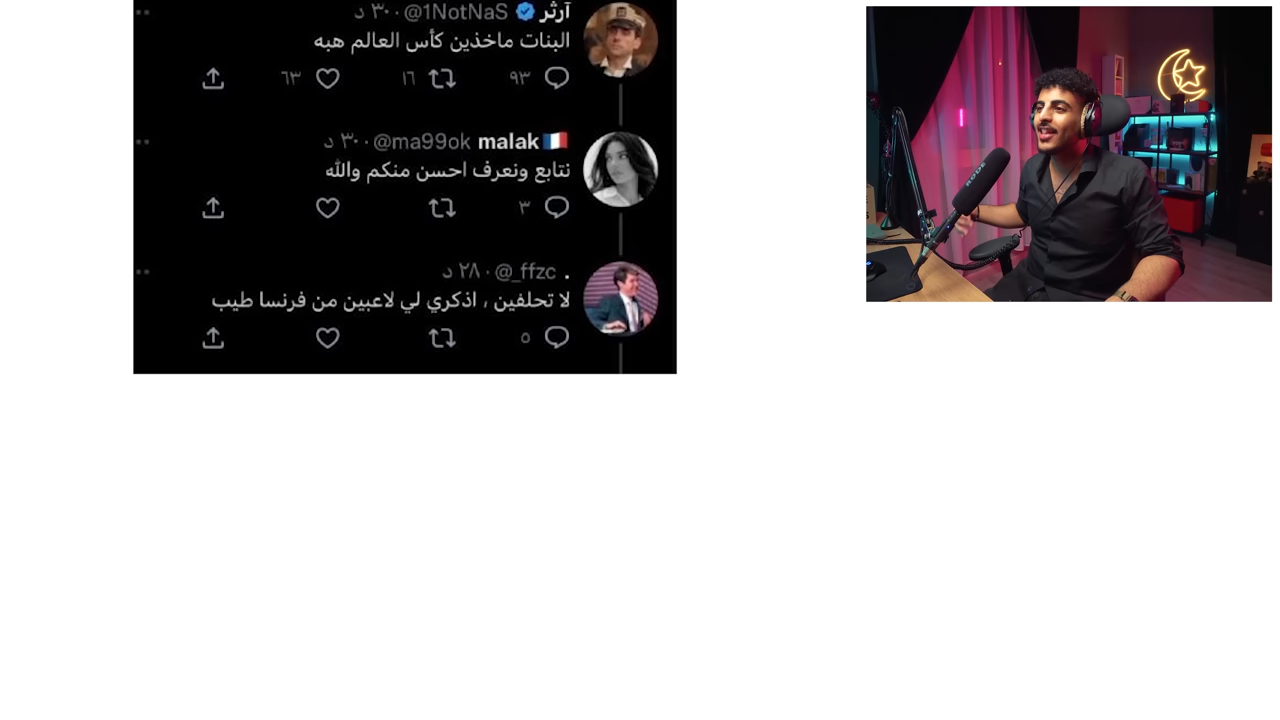 آرثر @1NotNaS · ٣٠ د
البنات ماخذين كأس العالم هبه
٩٣ ١٦ ٦٣
malak🇫🇷 @ma99ok · ٣٠ د
نتابع ونعرف احسن منكم والله
٣
. @_ffzc · ٢٨ د
لا تحلفين ، اذكري لي لاعبين من فرنسا طيب
٥
RODE